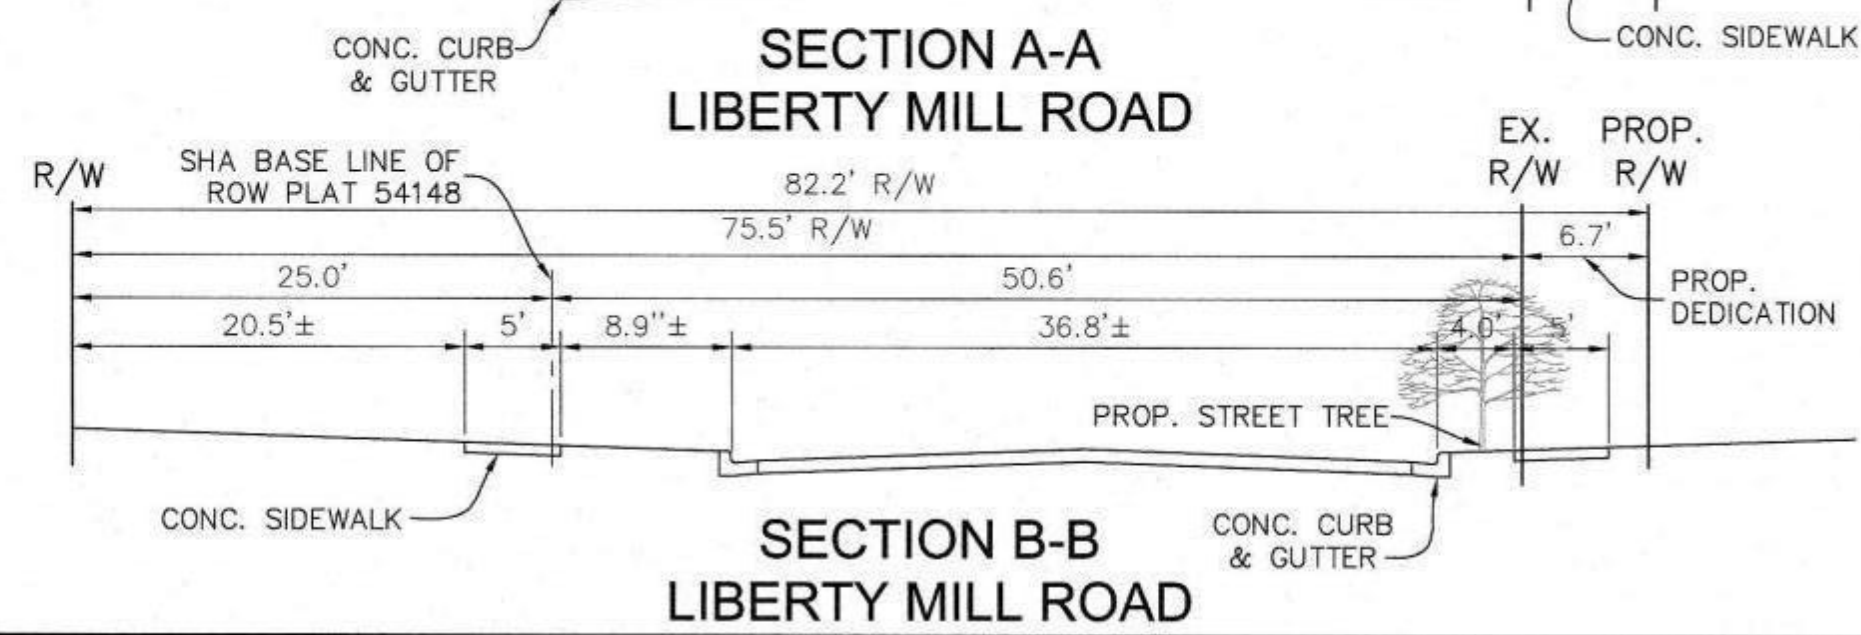 CONC. CURB
& GUTTER
SECTION A-A
LIBERTY MILL ROAD
CONC. SIDEWALK
R/W
SHA BASE LINE OF
ROW PLAT 54148
82.2' R/W
EX.
R/W
PROP.
R/W
75.5' R/W
6.7'
25.0'
50.6'
PROP.
DEDICATION
20.5'±
5'
8.9"±
36.8'±
4.0'
5'
PROP. STREET TREE
CONC. SIDEWALK
CONC. CURB
& GUTTER
SECTION B-B
LIBERTY MILL ROAD